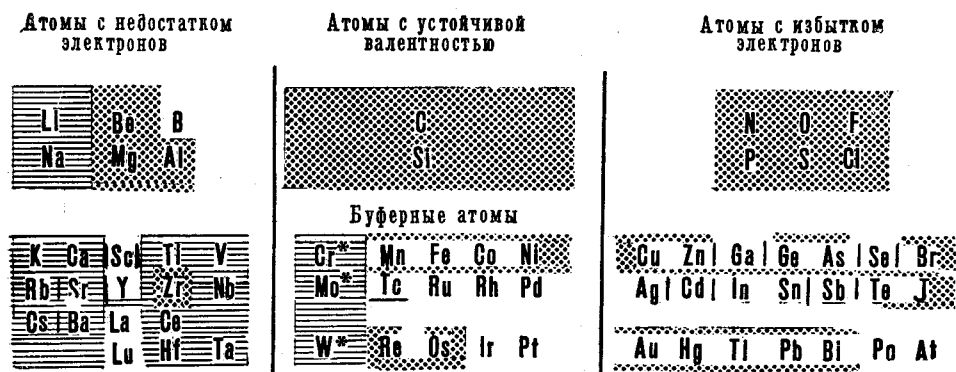 Атомы с недостатком
электронов
Атомы с устойчивой
валентностью
Атомы с избытком
электронов
Li Be B
Na Mg Al
C
Si
N O F
P S Cl
Буферные атомы
K Ca |Sc| Ti V
Cr* Mn Fe Co Ni
Cu Zn | Ga | Ge As | Se | Br
Rb Sr Y Zr Nb
Mo* Tc Ru Rh Pd
Ag | Cd | In Sn | Sb | Te J
Cs | Ba La Ce
Lu Hf Ta
W* Re Os Ir Pt
Au Hg Tl Pb Bi Po At